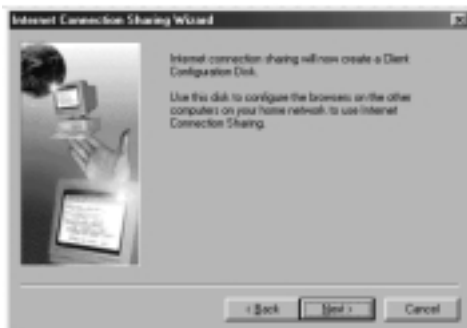 Internet Connection Sharing Wizard
Internet connection sharing will now create a Client
Configuration Disk.
Use this disk to configure the browsers on the other
computers on your home network to use Internet
Connection Sharing.
< Back
Next >
Cancel